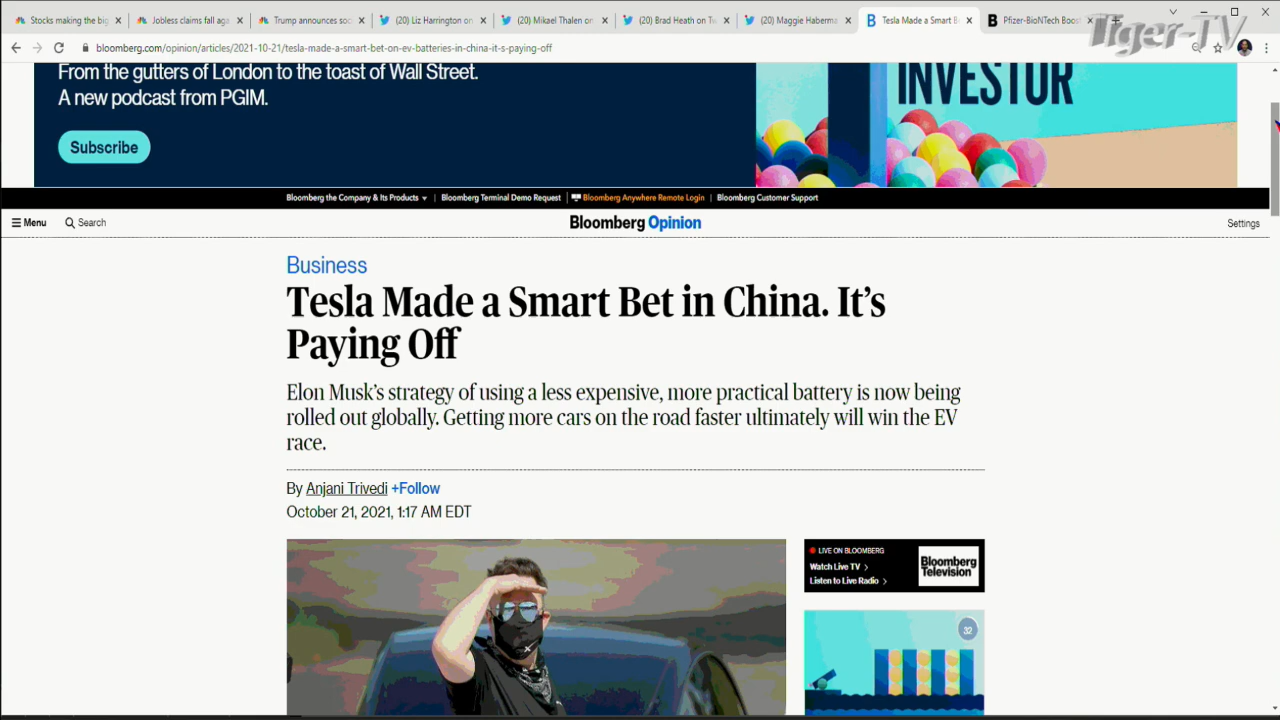 Stocks making the big
Jobless claims fall aga
Trump announces soc
(20) Liz Harrington on
(20) Mikael Thalen on
(20) Brad Heath on Tw
(20) Maggie Haberma
Tesla Made a Smart B
Pfizer-BioNTech Boost
Tiger-TV
bloomberg.com/opinion/articles/2021-10-21/tesla-made-a-smart-bet-on-ev-batteries-in-china-it-s-paying-off
From the gutters of London to the toast of Wall Street.
A new podcast from PGIM.
INVESTOR
Subscribe
Bloomberg the Company & Its Products | Bloomberg Terminal Demo Request | Bloomberg Anywhere Remote Login | Bloomberg Customer Support
Menu Search Bloomberg Opinion Settings
Business
Tesla Made a Smart Bet in China. It's
Paying Off
Elon Musk's strategy of using a less expensive, more practical battery is now being
rolled out globally. Getting more cars on the road faster ultimately will win the EV
race.
By Anjani Trivedi +Follow
October 21, 2021, 1:17 AM EDT
LIVE ON BLOOMBERG
Watch Live TV
Listen to Live Radio
Bloomberg
Television
32